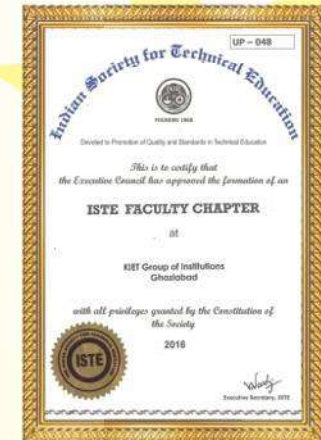 UP – 048
Indian Society for Technical Education
FOUNDED 1968
Devoted to Promotion of Quality and Standards in Technical Education
This is to certify that
the Executive Council has approved the formation of an
ISTE FACULTY CHAPTER
at
KIET Group of Institutions
Ghaziabad
with all privileges granted by the Constitution of
the Society
2016
ISTE
Executive Secretary, ISTE